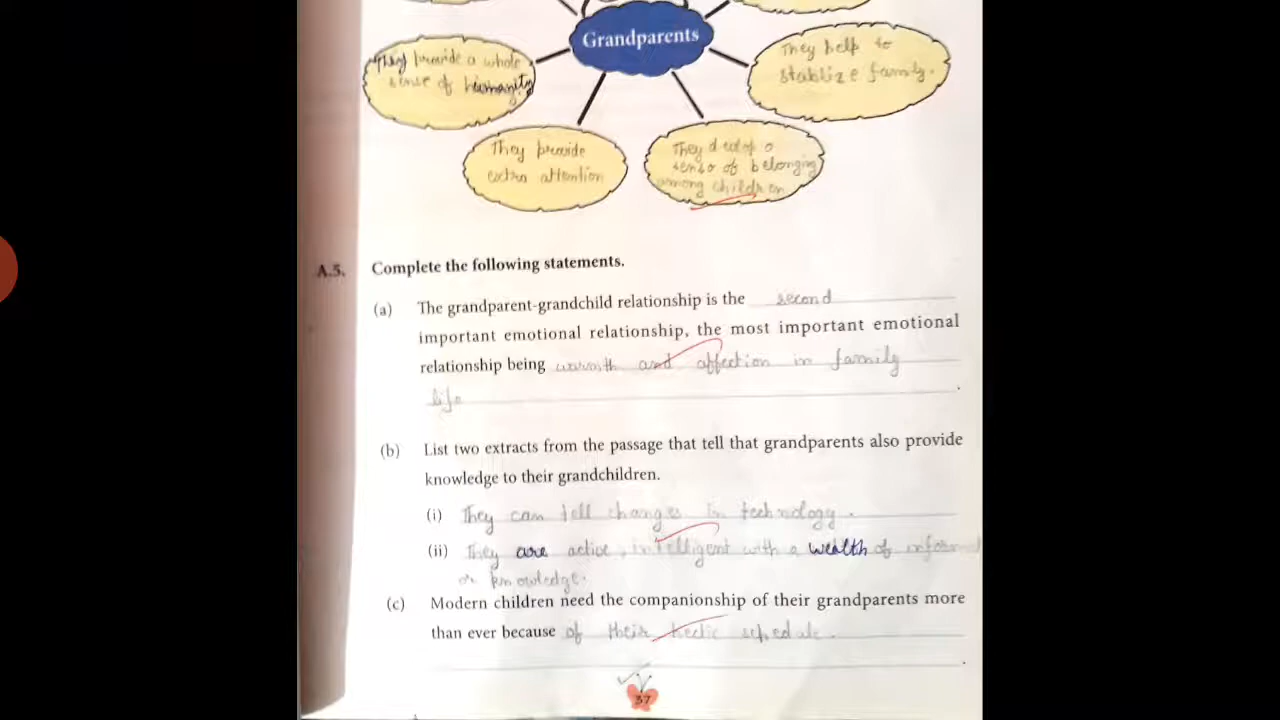 Grandparents
They provide a whole
sense of humanity
They help to
stablize family.
They provide
extra attention
They develop a
sense of belonging
among children
A.5. Complete the following statements.
(a) The grandparent-grandchild relationship is the second
important emotional relationship, the most important emotional
relationship being warmth and affection in family
life .
(b) List two extracts from the passage that tell that grandparents also provide
knowledge to their grandchildren.
(i) They can tell changes in technology.
(ii) They are active, intelligent with a wealth of
or knowledge.
(c) Modern children need the companionship of their grandparents more
than ever because of their hectic
.
37